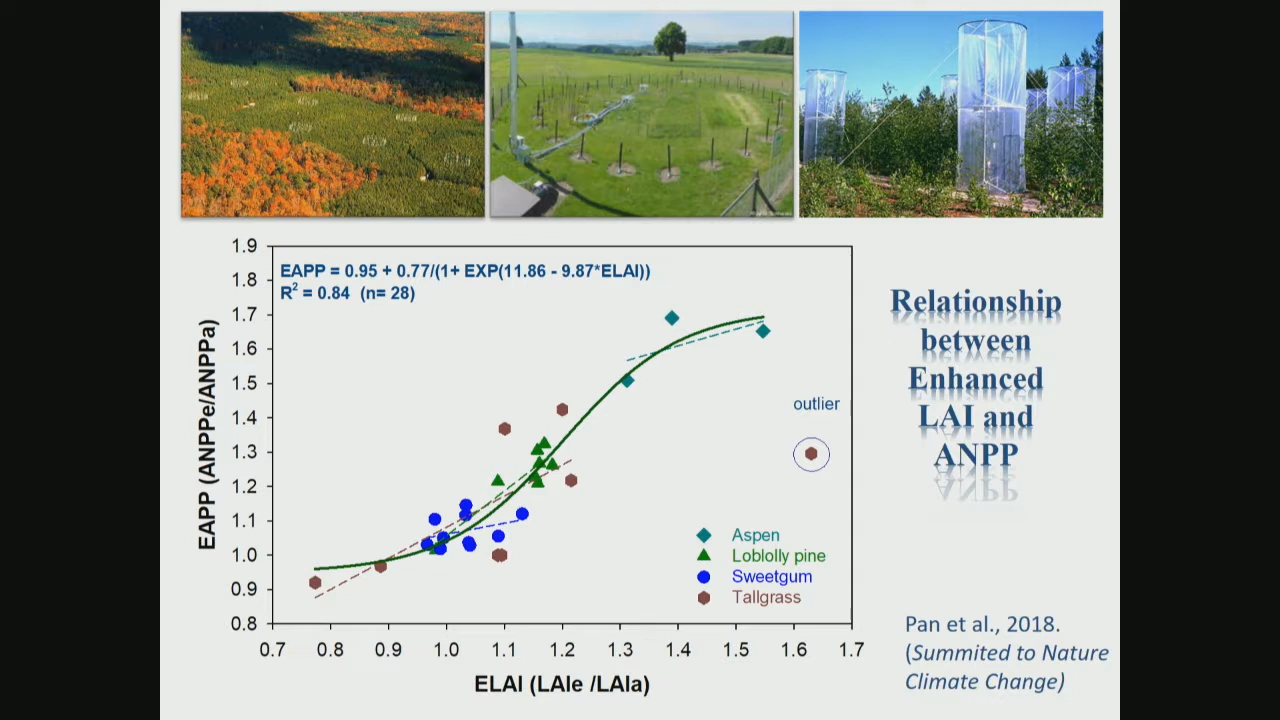 1.9
1.8
1.7
1.6
1.5
1.4
1.3
1.2
1.1
1.0
0.9
0.8
EAPP (ANPPe/ANPPa)
EAPP = 0.95 + 0.77/(1+ EXP(11.86 - 9.87*ELAI))
R² = 0.84 (n= 28)
outlier
Aspen
Loblolly pine
Sweetgum
Tallgrass
0.7 0.8 0.9 1.0 1.1 1.2 1.3 1.4 1.5 1.6 1.7
ELAI (LAIe /LAIa)
Relationship
between
Enhanced
LAI and
ANPP
Pan et al., 2018.
(Summited to Nature
Climate Change)